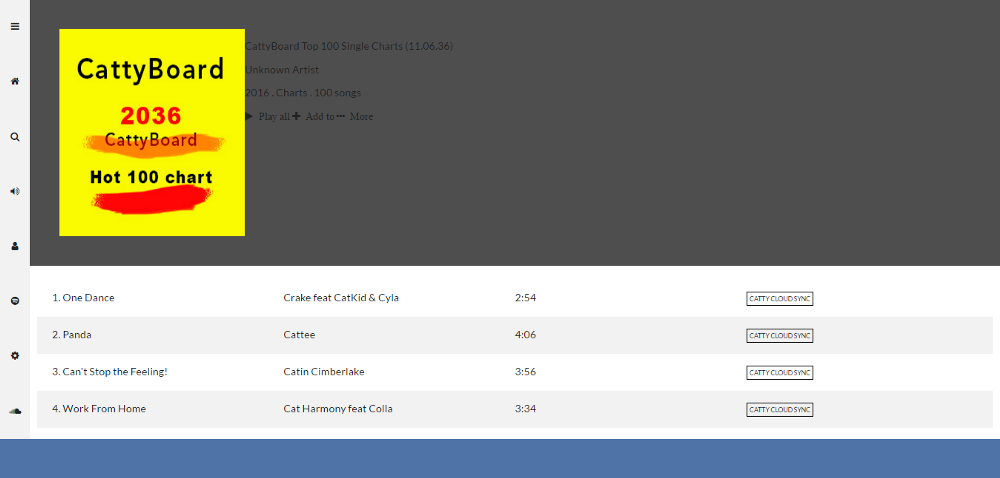 CattyBoard
2036
CattyBoard
Hot 100 chart
CattyBoard Top 100 Single Charts (11.06.36)
Unknown Artist
2016 . Charts . 100 songs
Play all Add to More
1. One Dance Crake feat CatKid & Cyla 2:54 CATTY CLOUD SYNC
2. Panda Cattee 4:06 CATTY CLOUD SYNC
3. Can't Stop the Feeling! Catin Cimberlake 3:56 CATTY CLOUD SYNC
4. Work From Home Cat Harmony feat Colla 3:34 CATTY CLOUD SYNC